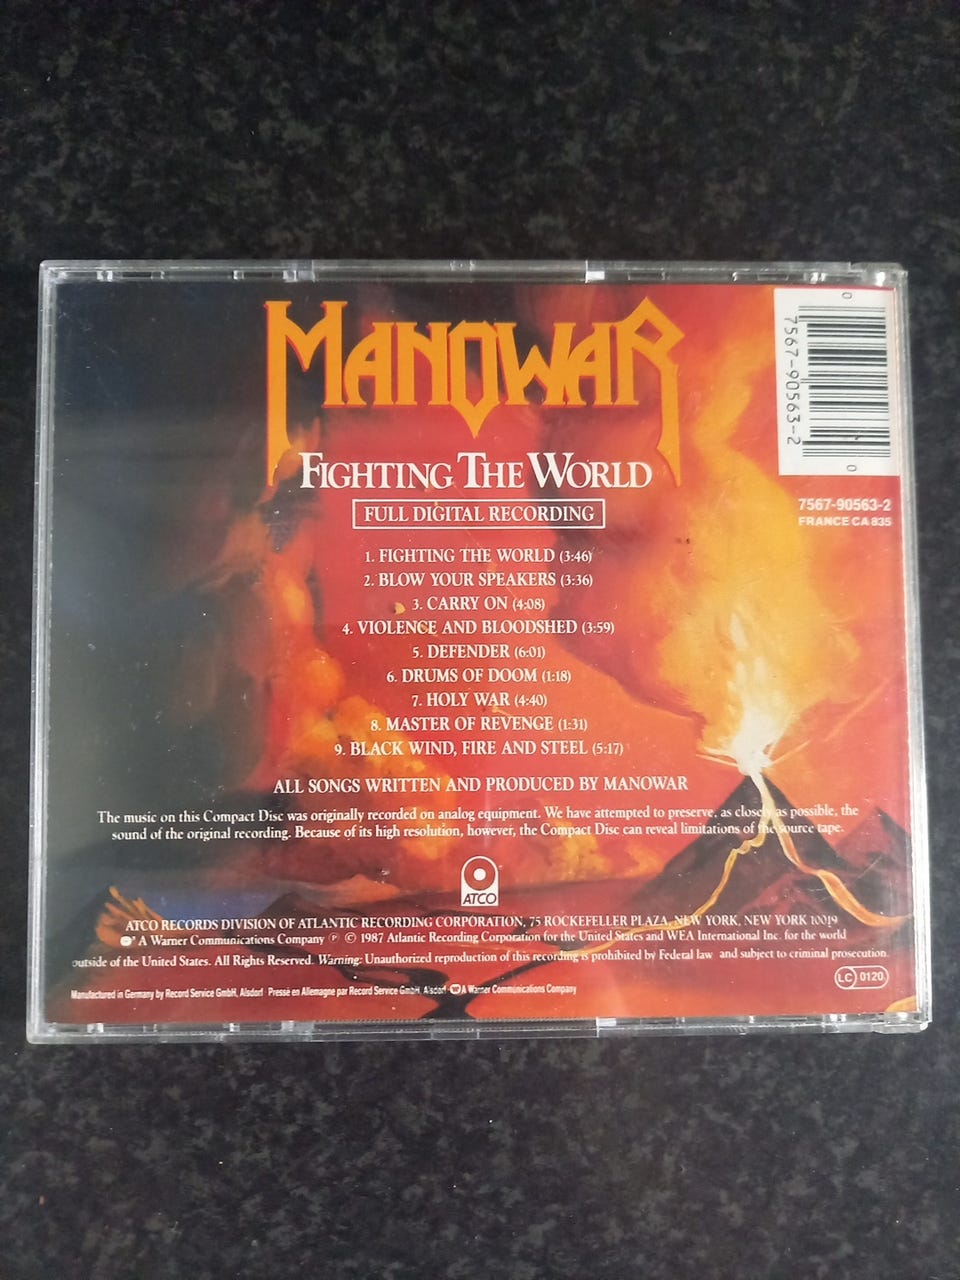 MANOWAR
FIGHTING THE WORLD
FULL DIGITAL RECORDING
0
7567-90563-2
0
7567-90563-2
FRANCE CA 835
1. FIGHTING THE WORLD (3:46)
2. BLOW YOUR SPEAKERS (3:36)
3. CARRY ON (4:08)
4. VIOLENCE AND BLOODSHED (3:59)
5. DEFENDER (6:01)
6. DRUMS OF DOOM (1:18)
7. HOLY WAR (4:40)
8. MASTER OF REVENGE (1:31)
9. BLACK WIND, FIRE AND STEEL (5:17)
ALL SONGS WRITTEN AND PRODUCED BY MANOWAR
The music on this Compact Disc was originally recorded on analog equipment. We have attempted to preserve, as closely as possible, the
sound of the original recording. Because of its high resolution, however, the Compact Disc can reveal limitations of the source tape.
ATCO
ATCO RECORDS DIVISION OF ATLANTIC RECORDING CORPORATION, 75 ROCKEFELLER PLAZA, NEW YORK, NEW YORK 10019
A Warner Communications Company ℗ © 1987 Atlantic Recording Corporation for the United States and WEA International Inc. for the world
outside of the United States. All Rights Reserved. Warning: Unauthorized reproduction of this recording is prohibited by Federal law and subject to criminal prosecution.
LC 0120
Manufactured in Germany by Record Service GmbH, Alsdorf Pressé en Allemagne par Record Service GmbH, Alsdorf A Warner Communications Company